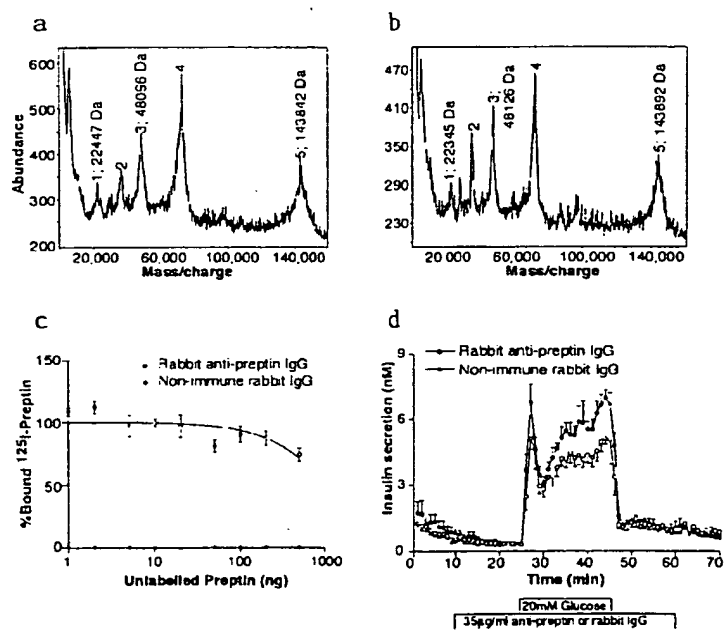 a
600
500
400
300
200
Abundance
1; 22447 Da
2
3; 48096 Da
4
5; 143842 Da
20,000 60,000 100,000 140,000
Mass/charge
b
470
410
350
290
230
1; 22345 Da
2
3;
48126 Da
4
5; 143892 Da
20 000 60,000 100,000 140,000
Mass/charge
c
150
100
50
0
%Bound 125I-Preptin
Rabbit anti-preptin IgG
Non-immune rabbit IgG
1 10 100 1000
Unlabelled Preptin (ng)
d
9
6
3
0
Insulin secretion (nM)
Rabbit anti-preptin IgG
Non-immune rabbit IgG
0 10 20 30 40 50 60 70
Time (min)
20mM Glucose
35µg/ml anti-preptin or rabbit IgG